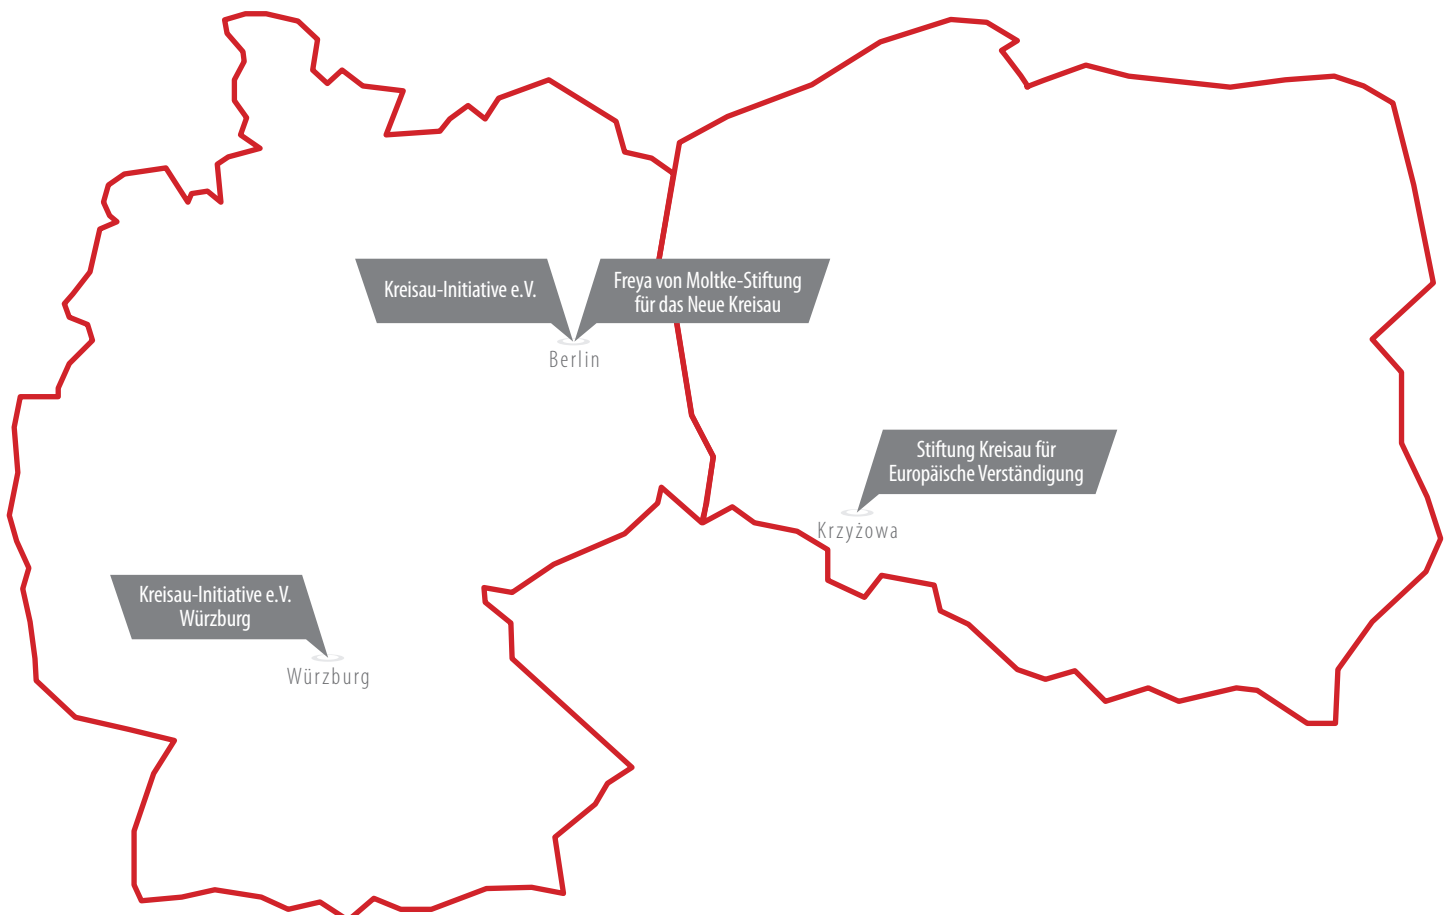 Kreisau-Initiative e.V.
Freya von Moltke-Stiftung
für das Neue Kreisau
Berlin
Stiftung Kreisau für
Europäische Verständigung
Krzyżowa
Kreisau-Initiative e.V.
Würzburg
Würzburg